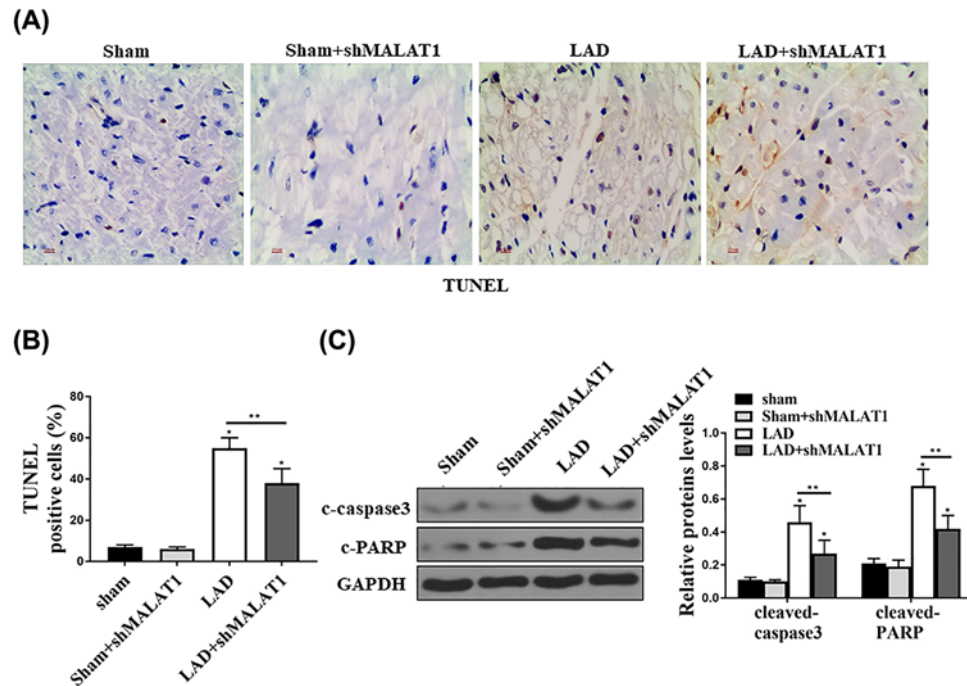 (A)
Sham
Sham+shMALAT1
LAD
LAD+shMALAT1
TUNEL
(B)
TUNEL
positive cells (%)
80
60
40
20
0
**
*
*
sham
Sham+shMALAT1
LAD
LAD+shMALAT1
(C)
Sham
Sham+shMALAT1
LAD
LAD+shMALAT1
c-caspase3
c-PARP
GAPDH
sham
Sham+shMALAT1
LAD
LAD+shMALAT1
Relative proteins levels
1.0
0.8
0.6
0.4
0.2
0.0
**
*
*
**
*
*
cleaved-
caspase3
cleaved-
PARP